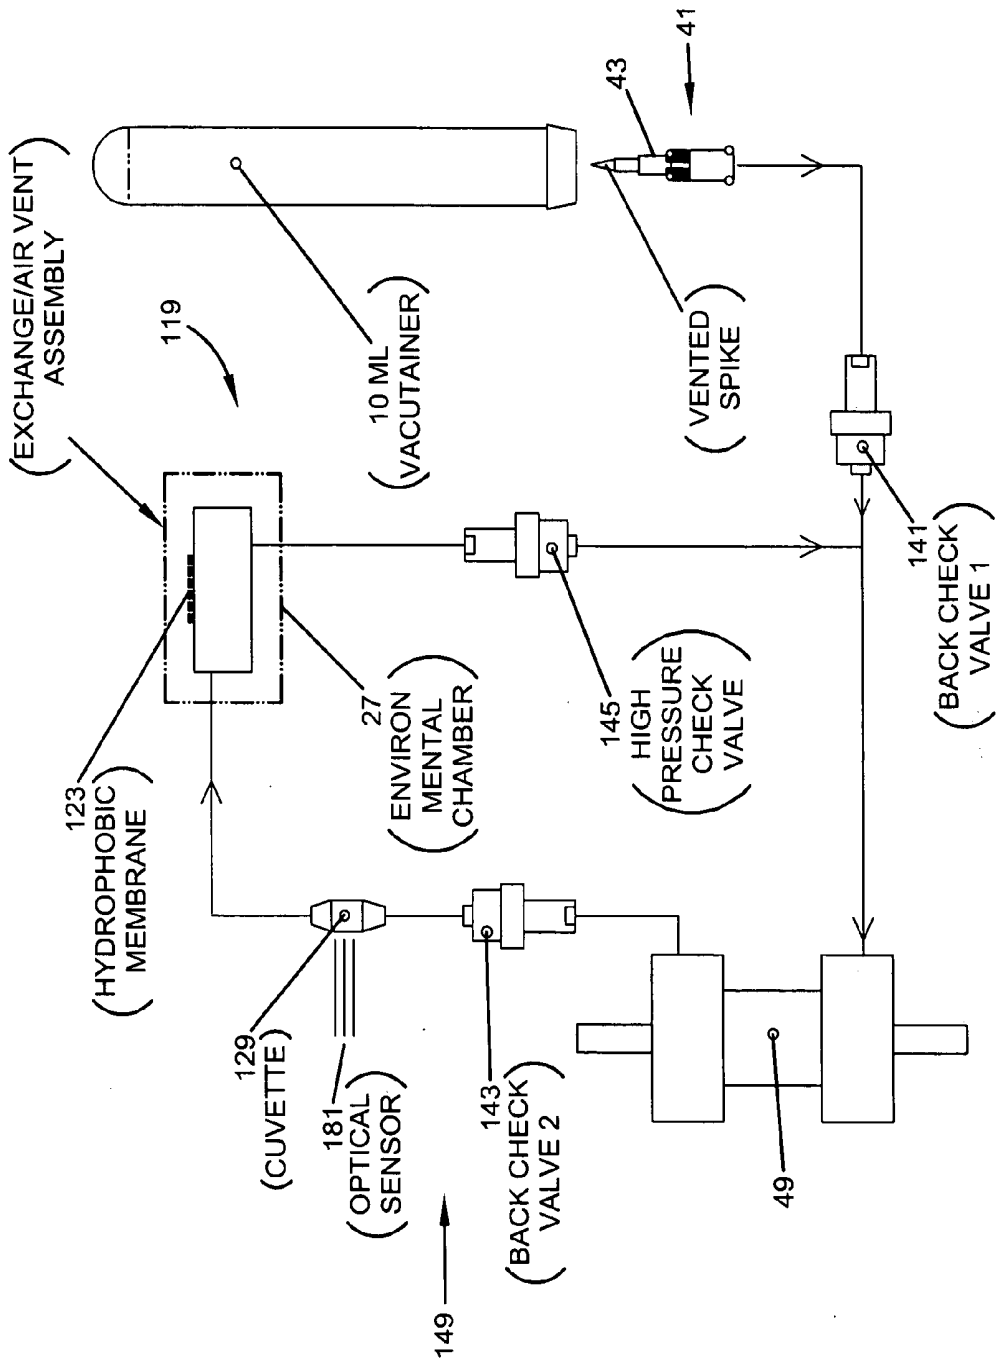 (EXCHANGE/AIR VENT
ASSEMBLY)
119
123
(HYDROPHOBIC
MEMBRANE)
27
(ENVIRON
MENTAL
CHAMBER)
(10 ML
VACUTAINER)
43
41
(VENTED
SPIKE)
129
(CUVETTE)
181
(OPTICAL
SENSOR)
149
143
(BACK CHECK
VALVE 2)
145
(HIGH
PRESSURE
CHECK
VALVE)
141
(BACK CHECK
VALVE 1)
49